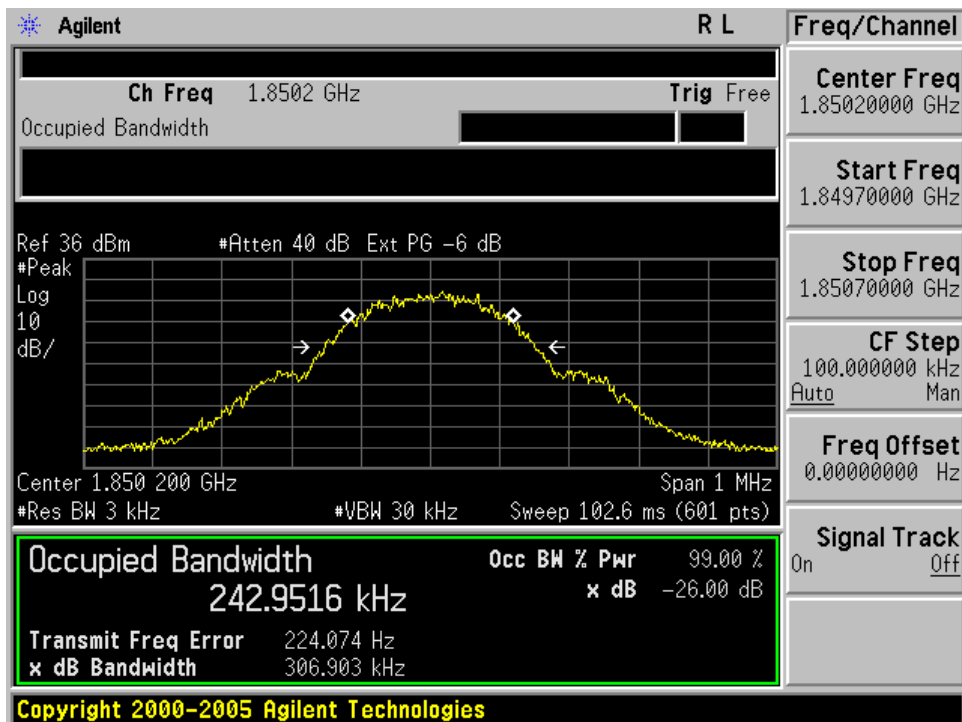 Agilent R L
Freq/Channel
Ch Freq 1.8502 GHz Trig Free
Occupied Bandwidth
Center Freq
1.85020000 GHz
Start Freq
1.84970000 GHz
Stop Freq
1.85070000 GHz
CF Step
100.000000 kHz
Auto Man
Freq Offset
0.00000000 Hz
Signal Track
On Off
Ref 36 dBm #Atten 40 dB Ext PG -6 dB
#Peak
Log
10
dB/
Center 1.850 200 GHz Span 1 MHz
#Res BW 3 kHz #VBW 30 kHz Sweep 102.6 ms (601 pts)
Occupied Bandwidth Occ BW % Pwr 99.00 %
242.9516 kHz x dB -26.00 dB
Transmit Freq Error 224.074 Hz
x dB Bandwidth 306.903 kHz
Copyright 2000-2005 Agilent Technologies